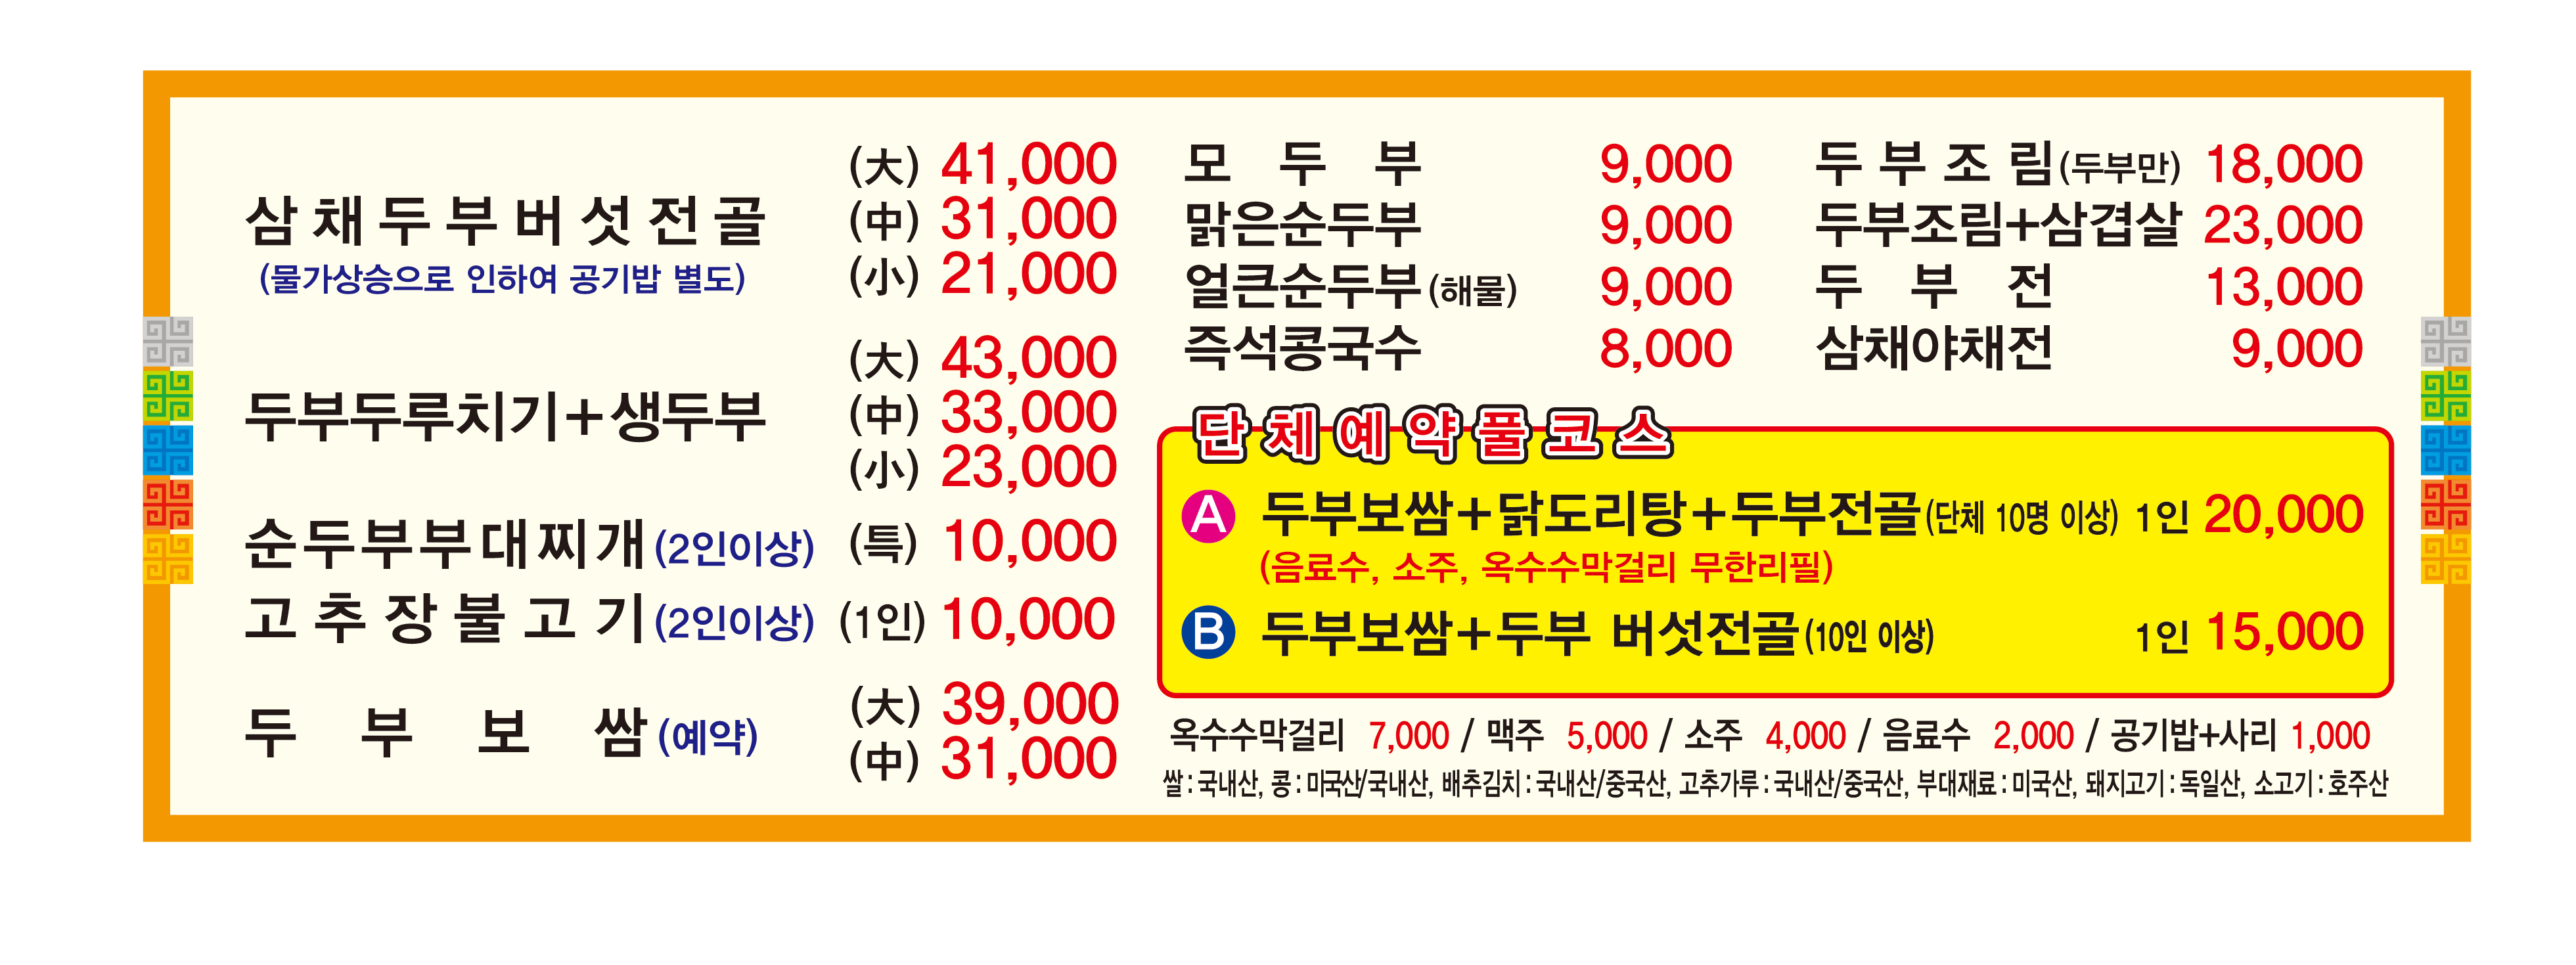 삼채두부버섯전골 (大) 41,000
(中) 31,000
(물가상승으로 인하여 공기밥 별도) (小) 21,000
두부두루치기+생두부 (大) 43,000
(中) 33,000
(小) 23,000
순두부부대찌개(2인이상) (특) 10,000
고추장불고기(2인이상) (1인) 10,000
두부보쌈(예약) (大) 39,000
(中) 31,000
모두부 9,000
맑은순두부 9,000
얼큰순두부(해물) 9,000
즉석콩국수 8,000
두부조림(두부만) 18,000
두부조림+삼겹살 23,000
두부전 13,000
삼채야채전 9,000
단체예약풀코스
A 두부보쌈+닭도리탕+두부전골(단체 10명 이상) 1인 20,000
(음료수, 소주, 옥수수막걸리 무한리필)
B 두부보쌈+두부 버섯전골(10인 이상) 1인 15,000
옥수수막걸리 7,000 / 맥주 5,000 / 소주 4,000 / 음료수 2,000 / 공기밥+사리 1,000
쌀 : 국내산, 콩 : 미국산/국내산, 배추김치 : 국내산/중국산, 고추가루 : 국내산/중국산, 부대재료 : 미국산, 돼지고기 : 독일산, 소고기 : 호주산